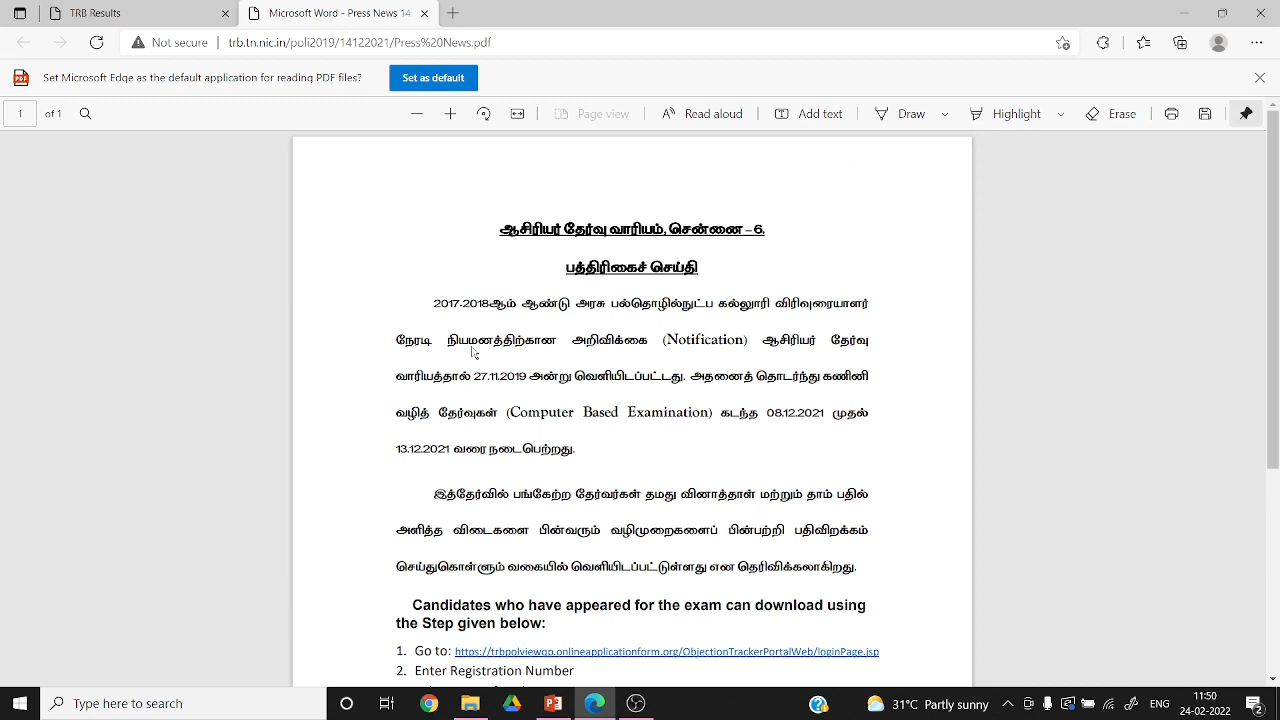 TRB Results
Microsoft Word - Press News 14
Not secure
trb.tn.nic.in/poli2019/14122021/Press%20News.pdf
Set Microsoft Edge as the default application for reading PDF files?
Set as default
1 of 1
Page view
Read aloud
Add text
Draw
Highlight
Erase
ஆசிரியர் தேர்வு வாரியம், சென்னை – 6.
பத்திரிகைச் செய்தி
2017-2018ஆம் ஆண்டு அரசு பல்தொழில்நுட்ப கல்லூரி விரிவுரையாளர்
நேரடி நியமனத்திற்கான அறிவிக்கை (Notification) ஆசிரியர் தேர்வு
வாரியத்தால் 27.11.2019 அன்று வெளியிடப்பட்டது. அதனைத் தொடர்ந்து கணினி
வழித் தேர்வுகள் (Computer Based Examination) கடந்த 08.12.2021 முதல்
13.12.2021 வரை நடைபெற்றது.
இத்தேர்வில் பங்கேற்ற தேர்வர்கள் தமது வினாத்தாள் மற்றும் தாம் பதில்
அளித்த விடைகளை பின்வரும் வழிமுறைகளைப் பின்பற்றி பதிவிறக்கம்
செய்துகொள்ளும் வகையில் வெளியிடப்பட்டுள்ளது என தெரிவிக்கலாகிறது.
Candidates who have appeared for the exam can download using
the Step given below:
1. Go to: https://trbpolviewqp.onlineapplicationform.org/ObjectionTrackerPortalWeb/loginPage.jsp
2. Enter Registration Number
Type here to search
31°C Partly sunny
ENG
11:50
24-02-2022
2